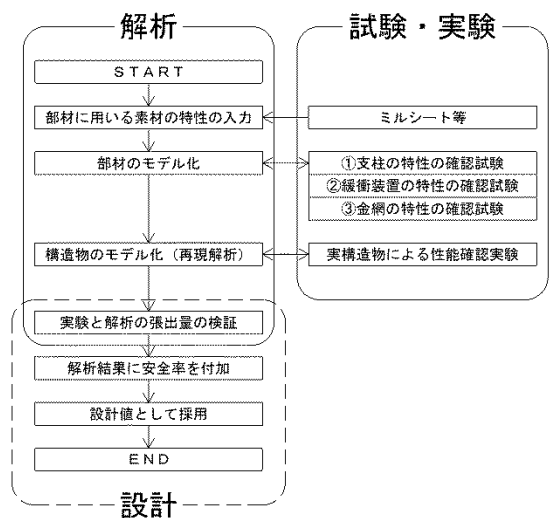 解析
試験・実験
START
部材に用いる素材の特性の入力
ミルシート等
部材のモデル化
①支柱の特性の確認試験
②緩衝装置の特性の確認試験
③金網の特性の確認試験
構造物のモデル化（再現解析）
実構造物による性能確認実験
実験と解析の張出量の検証
解析結果に安全率を付加
設計値として採用
END
設計